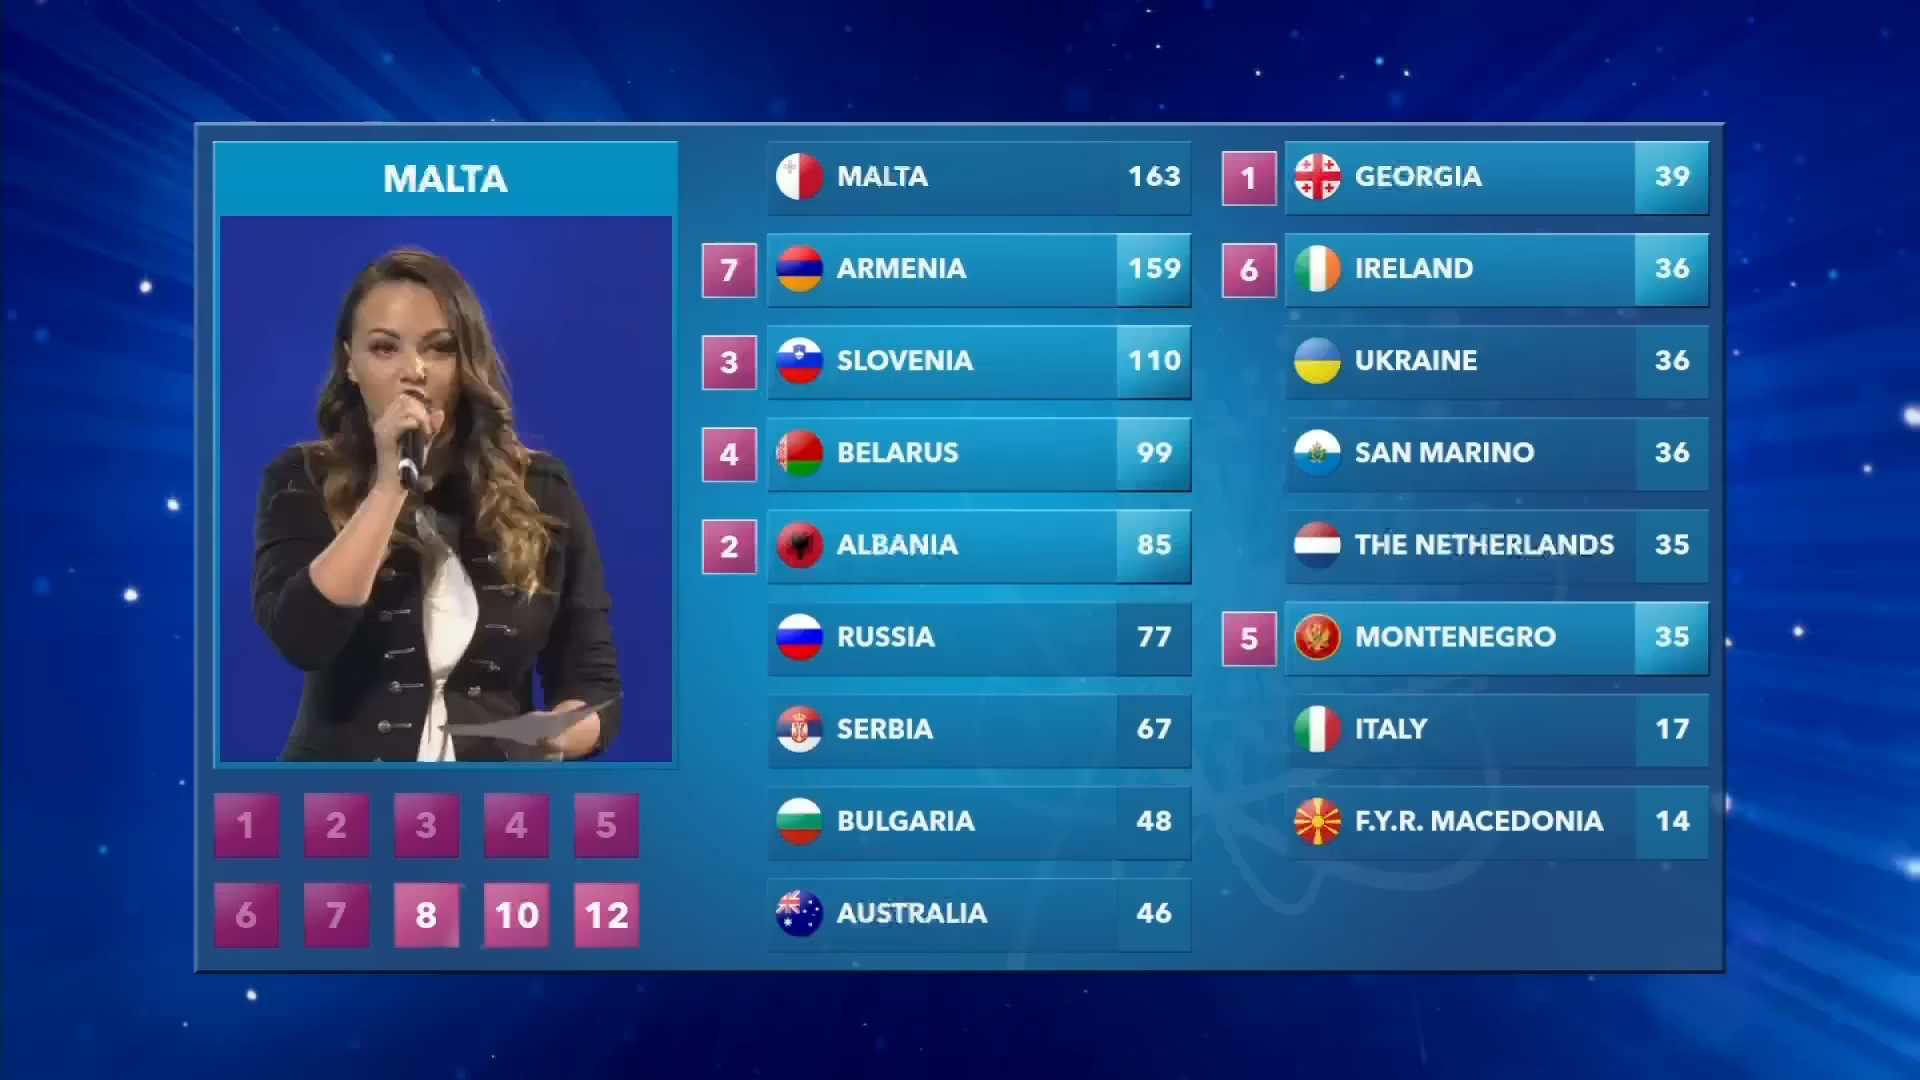 MALTA
1 2 3 4 5
6 7 8 10 12
MALTA 163
7 ARMENIA 159
3 SLOVENIA 110
4 BELARUS 99
2 ALBANIA 85
RUSSIA 77
SERBIA 67
BULGARIA 48
AUSTRALIA 46
1 GEORGIA 39
6 IRELAND 36
UKRAINE 36
SAN MARINO 36
THE NETHERLANDS 35
5 MONTENEGRO 35
ITALY 17
F.Y.R. MACEDONIA 14